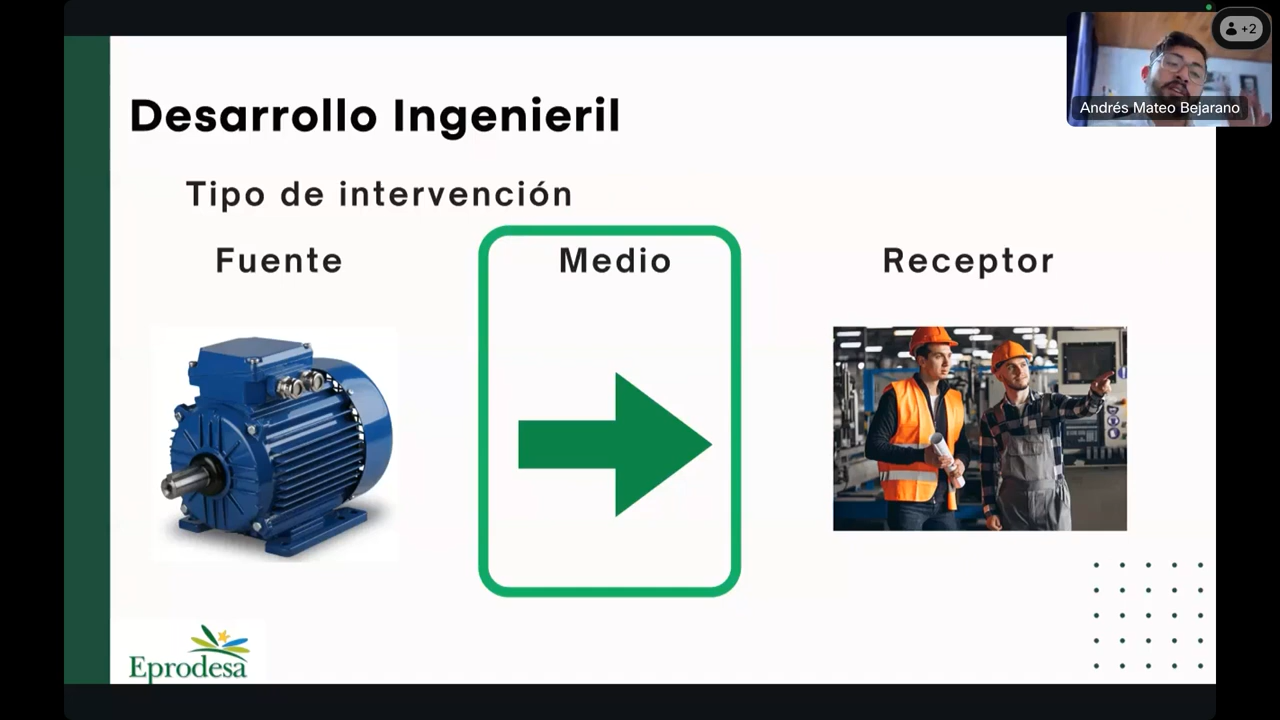 +2
Andrés Mateo Bejarano
Desarrollo Ingenieril
Tipo de intervención
Fuente
Medio
Receptor
Eprodesa